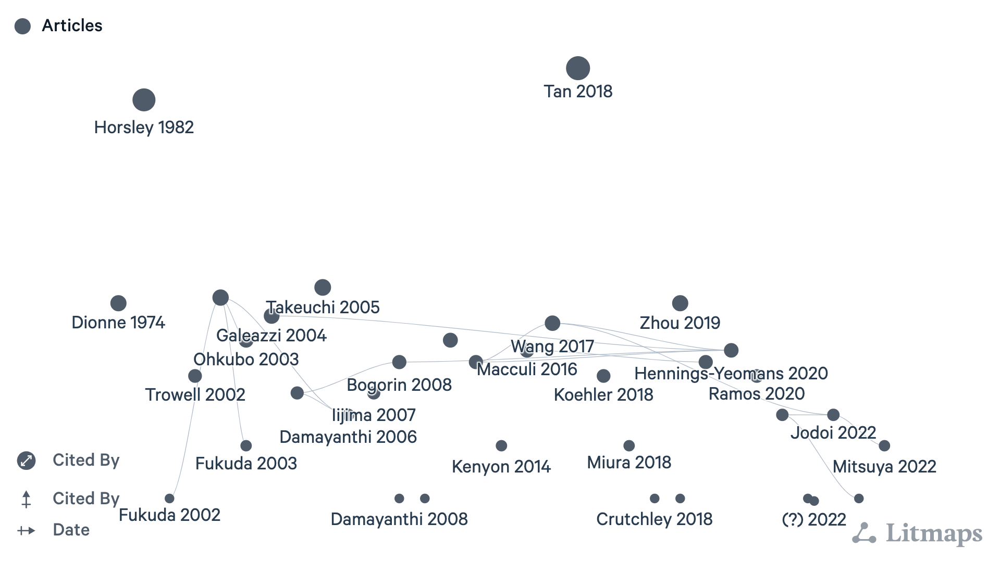 Articles
Tan 2018
Horsley 1982
Takeuchi 2005
Dionne 1974
Zhou 2019
Galeazzi 2004
Wang 2017
Ohkubo 2003
Macculi 2016
Hennings-Yeomans 2020
Bogorin 2008
Trowell 2002
Koehler 2018
Ramos 2020
Iijima 2007
Damayanthi 2006
Jodoi 2022
Cited By
Fukuda 2003
Kenyon 2014
Miura 2018
Mitsuya 2022
Cited By
Fukuda 2002
Damayanthi 2008
Crutchley 2018
(?) 2022
Date
Litmaps